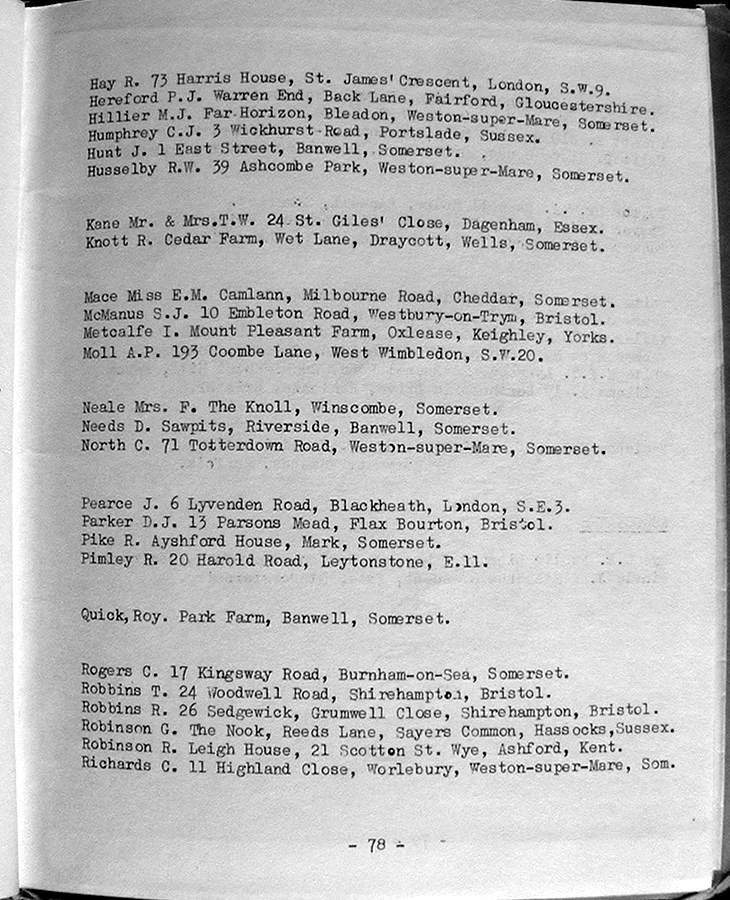 Hay R. 73 Harris House, St. James' Crescent, London, S.W.9.
Hereford P.J. Warren End, Back Lane, Fairford, Gloucestershire.
Hillier M.J. Far Horizon, Bleadon, Weston-super-Mare, Somerset.
Humphrey C.J. 3 Wickhurst Road, Portslade, Sussex.
Hunt J. 1 East Street, Banwell, Somerset.
Husselby R.W. 39 Ashcombe Park, Weston-super-Mare, Somerset.
Kane Mr. & Mrs.T.W. 24 St. Giles' Close, Dagenham, Essex.
Knott R. Cedar Farm, Wet Lane, Draycott, Wells, Somerset.
Mace Miss E.M. Camlann, Milbourne Road, Cheddar, Somerset.
McManus S.J. 10 Embleton Road, Westbury-on-Trym, Bristol.
Metcalfe I. Mount Pleasant Farm, Oxlease, Keighley, Yorks.
Moll A.P. 193 Coombe Lane, West Wimbledon, S.W.20.
Neale Mrs. F. The Knoll, Winscombe, Somerset.
Needs D. Sawpits, Riverside, Banwell, Somerset.
North C. 71 Totterdown Road, Weston-super-Mare, Somerset.
Pearce J. 6 Lyvenden Road, Blackheath, London, S.E.3.
Parker D.J. 13 Parsons Mead, Flax Bourton, Bristol.
Pike R. Ayshford House, Mark, Somerset.
Pimley R. 20 Harold Road, Leytonstone, E.11.
Quick,Roy. Park Farm, Banwell, Somerset.
Rogers C. 17 Kingsway Road, Burnham-on-Sea, Somerset.
Robbins T. 24 Woodwell Road, Shirehampton, Bristol.
Robbins R. 26 Sedgewick, Grumwell Close, Shirehampton, Bristol.
Robinson G. The Nook, Reeds Lane, Sayers Common, Hassocks,Sussex.
Robinson R. Leigh House, 21 Scotton St. Wye, Ashford, Kent.
Richards C. 11 Highland Close, Worlebury, Weston-super-Mare, Som.
- 78 -